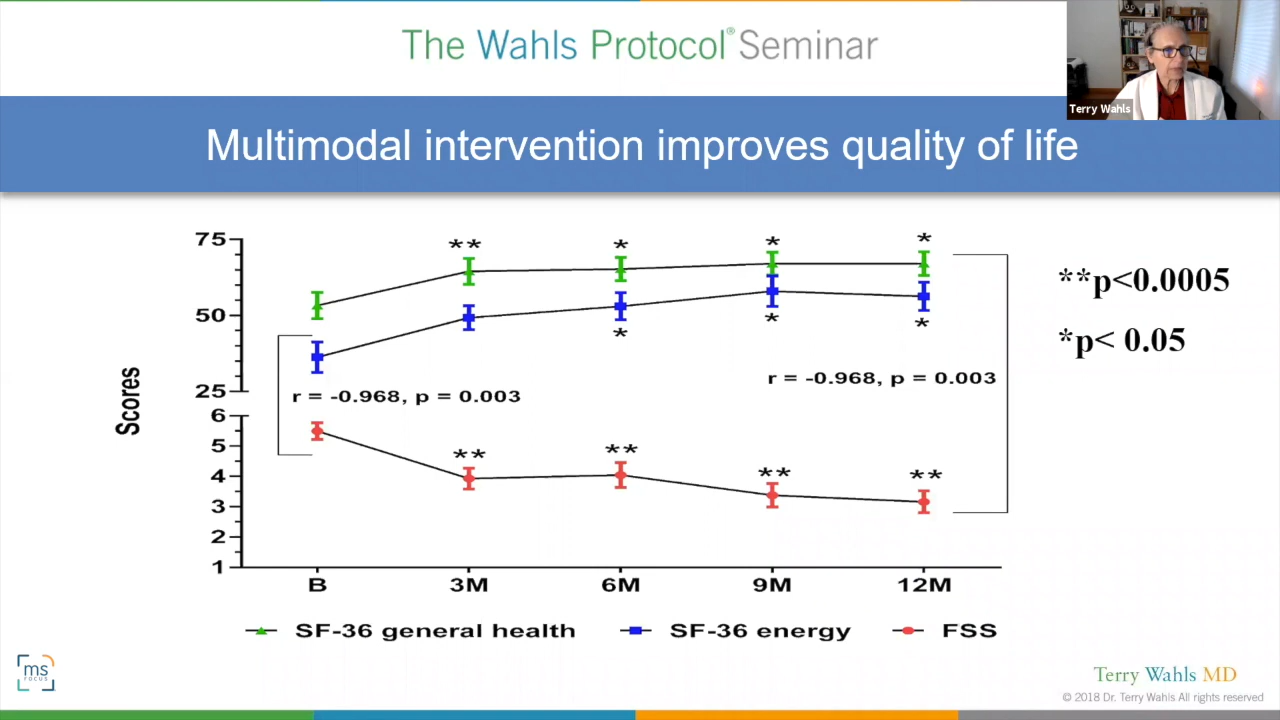 The Wahls Protocol® Seminar
Terry Wahls
Multimodal intervention improves quality of life
75
50
25
6
5
4
3
2
1
Scores
** * * *
* * *
** ** ** **
r = -0.968, p = 0.003
r = -0.968, p = 0.003
**p<0.0005
*p< 0.05
B 3M 6M 9M 12M
SF-36 general health SF-36 energy FSS
ms
FOCUS
Terry Wahls MD
© 2018 Dr. Terry Wahls All rights reserved